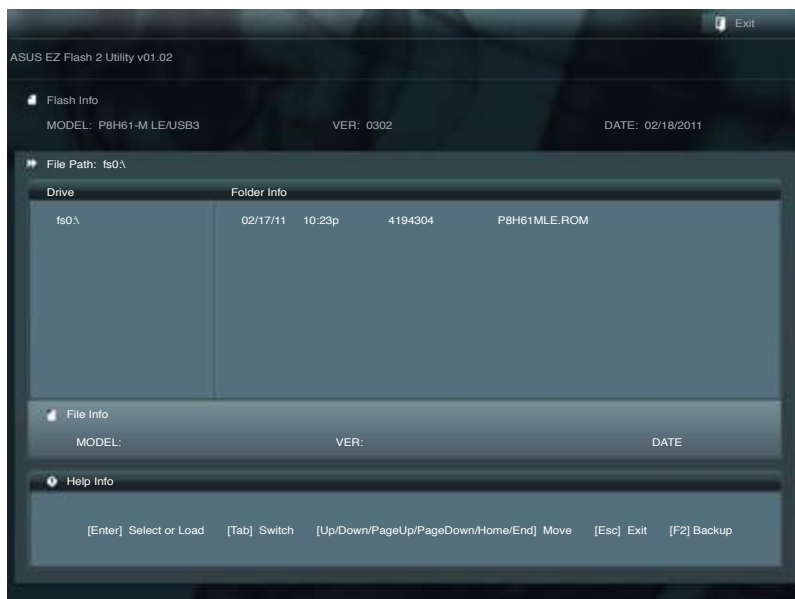 Exit
ASUS EZ Flash 2 Utility v01.02
Flash Info
MODEL: P8H61-M LE/USB3 VER: 0302 DATE: 02/18/2011
File Path: fs0:\
Drive Folder Info
fs0:\ 02/17/11 10:23p 4194304 P8H61MLE.ROM
File Info
MODEL: VER: DATE
Help Info
[Enter] Select or Load [Tab] Switch [Up/Down/PageUp/PageDown/Home/End] Move [Esc] Exit [F2] Backup